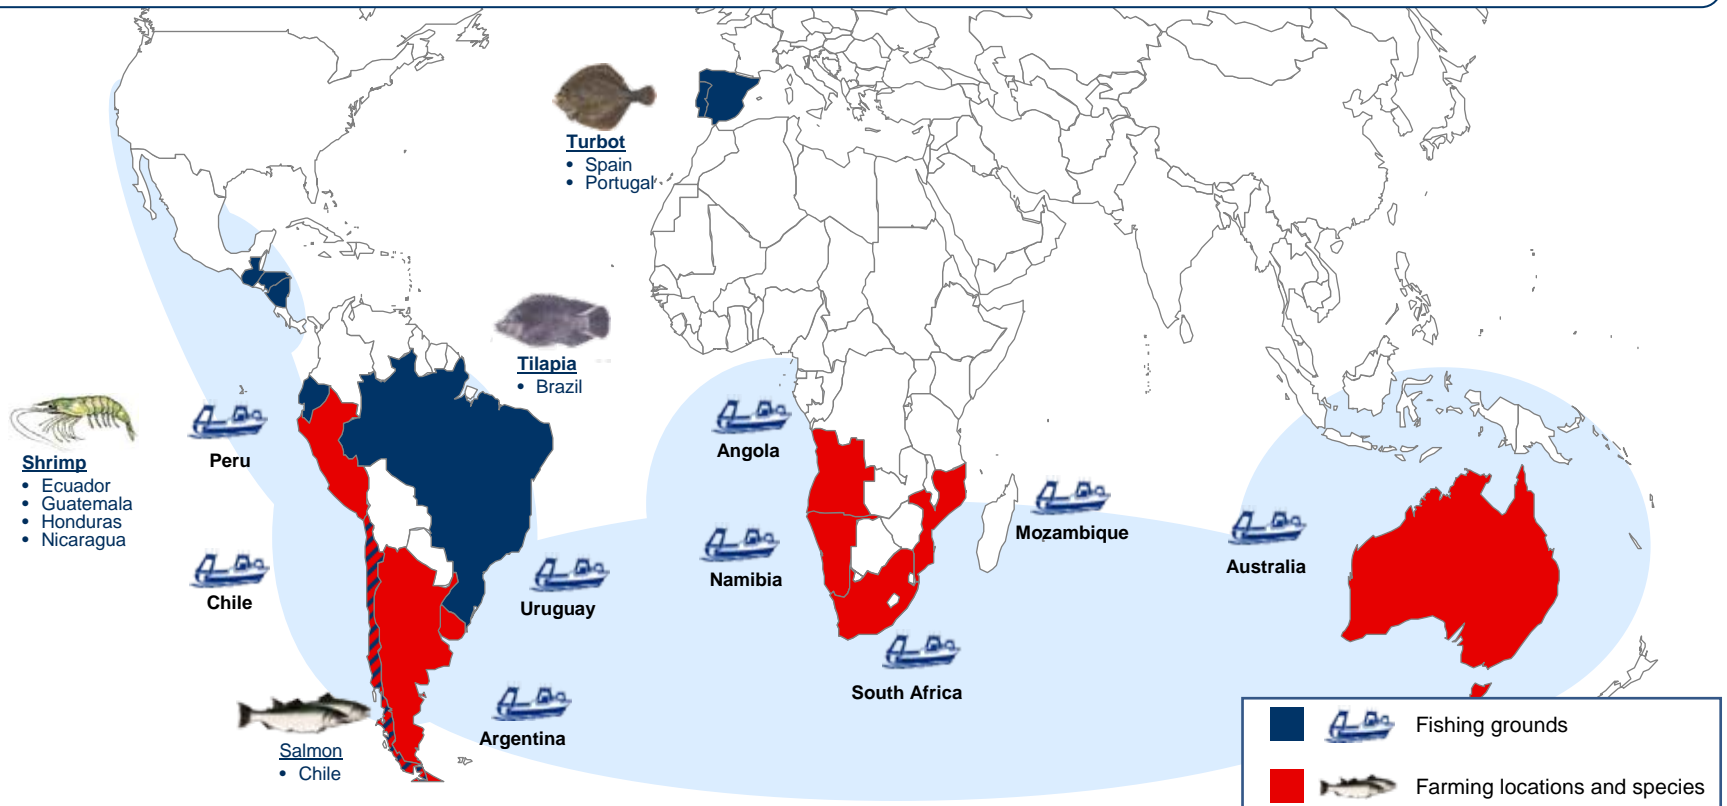 Turbot
• Spain
• Portugal
Tilapia
• Brazil
Shrimp
• Ecuador
• Guatemala
• Honduras
• Nicaragua
Peru
Chile
Salmon
• Chile
Uruguay
Argentina
Angola
Namibia
South Africa
Mozambique
Australia
Fishing grounds
Farming locations and species